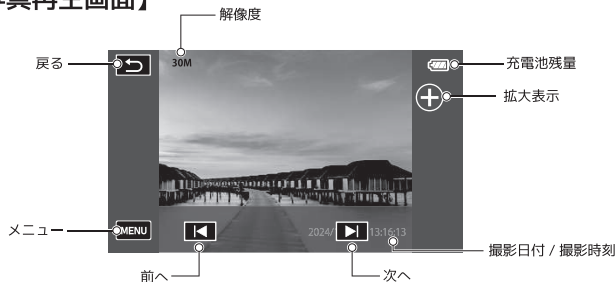 真再生画面】
解像度
戻る
30M
充電池残量
拡大表示
メニュー
MENU
2024/
13:16:13
撮影日付 / 撮影時刻
前へ
次へ